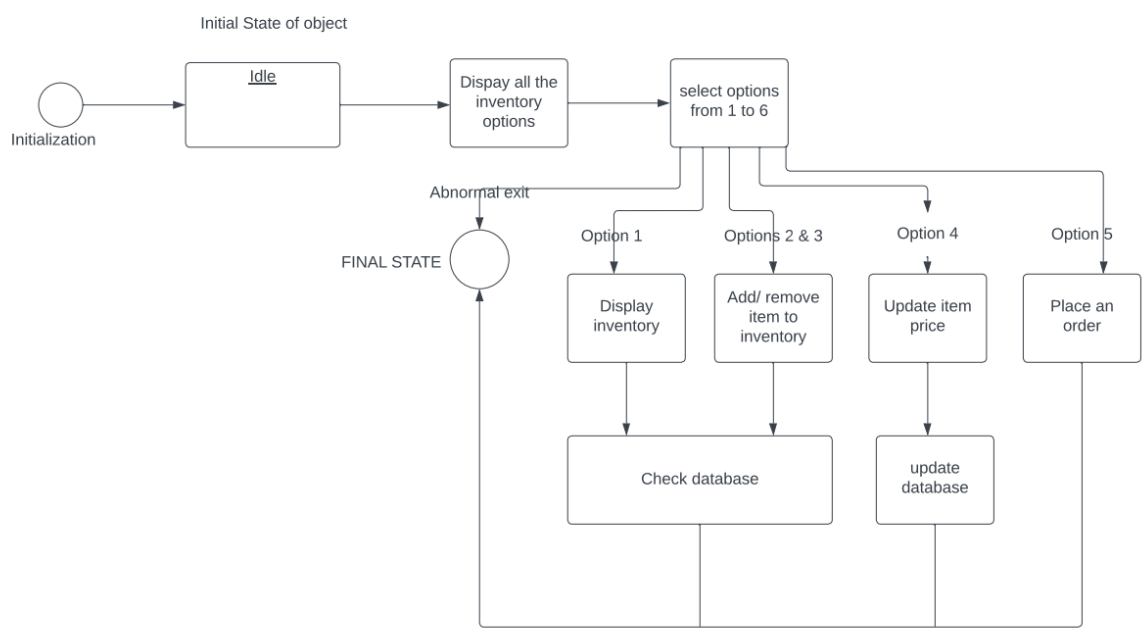 Initial State of object
Idle
Dispay all the
inventory
options
select options
from 1 to 6
Initialization
Abnormal exit
Option 1
Options 2 & 3
Option 4
Option 5
FINAL STATE
Display
inventory
Add/ remove
item to
inventory
Update item
price
Place an
order
Check database
update
database